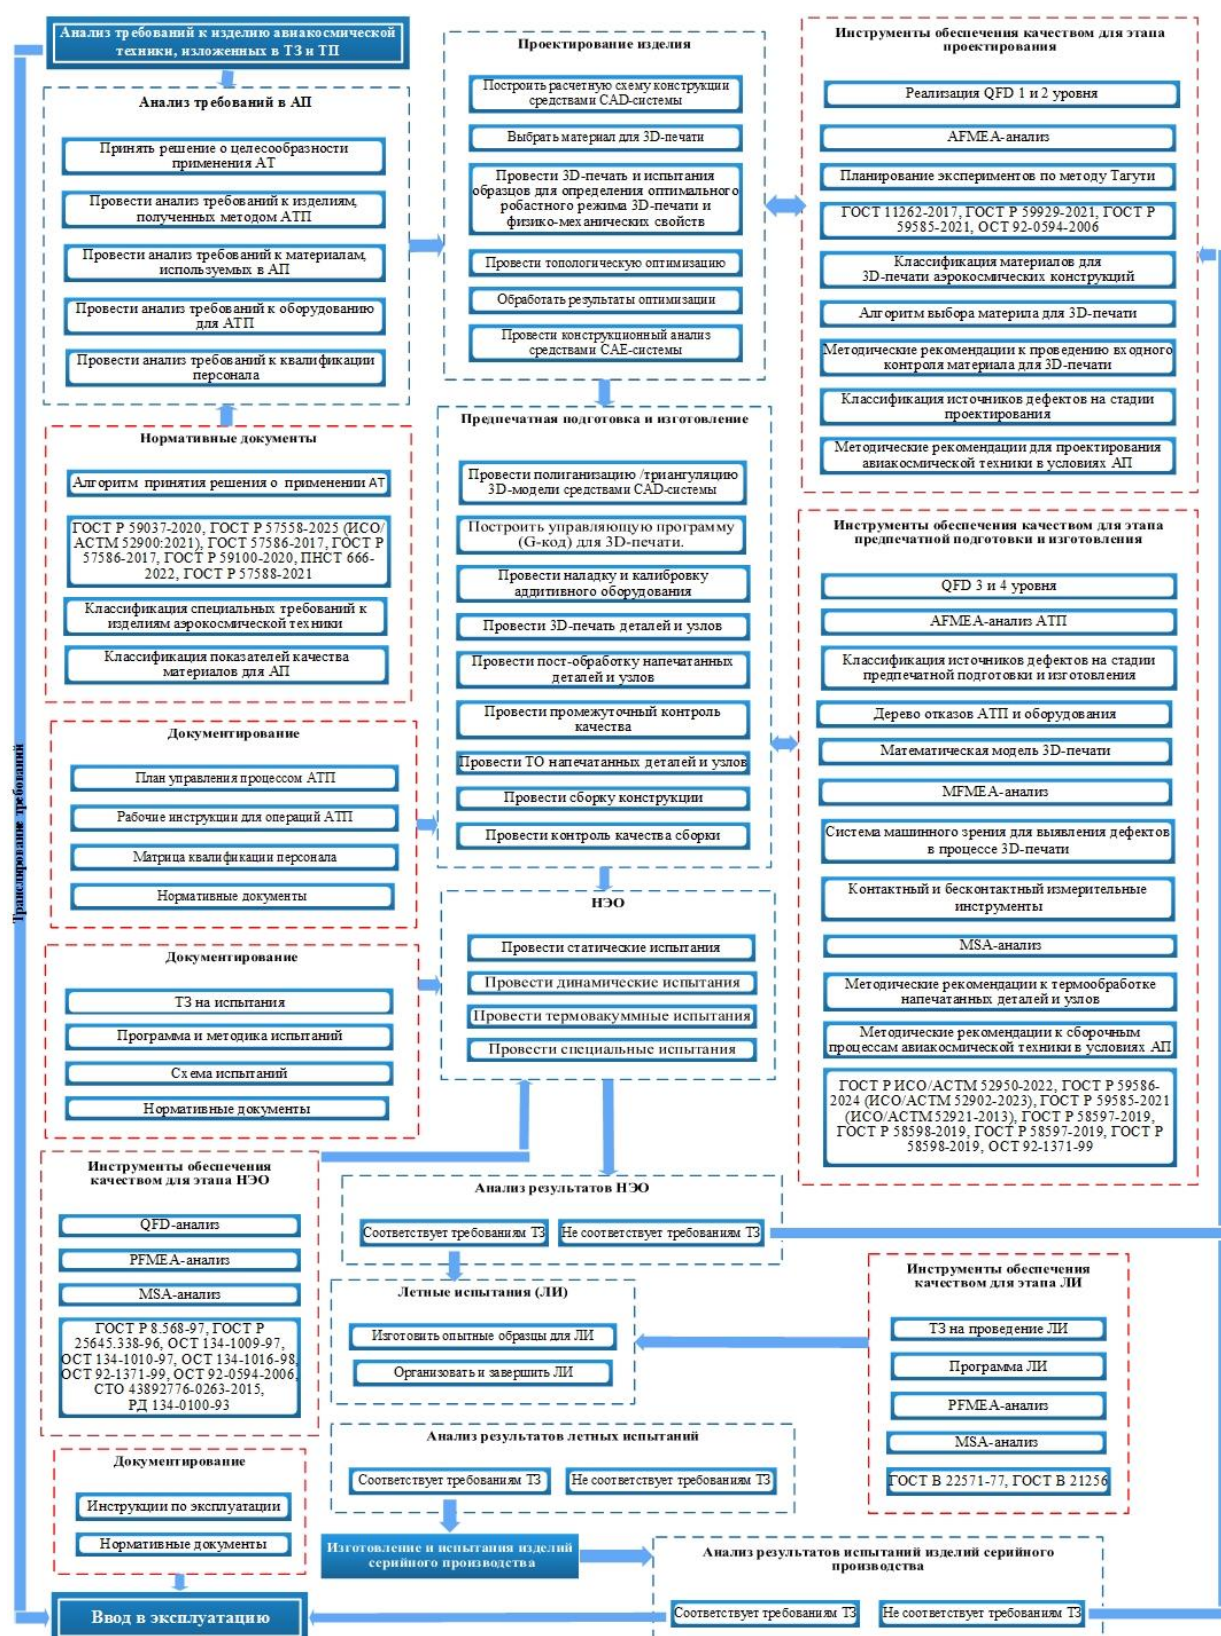 Анализ требований к изделию авиакосмической
техники, изложенных в ТЗ и ТП
Анализ требований в АП
Принять решение о целесообразности
применения АТ
Провести анализ требований к изделиям,
полученных методом АТП
Провести анализ требований к материалам,
используемых в АП
Провести анализ требований к оборудованию
для АТП
Провести анализ требований к квалификации
персонала
Нормативные документы
Алгоритм принятия решения о применении АТ
ГОСТ Р 59037-2020, ГОСТ Р 57558-2025 (ИСО/
АСТМ 52900:2021), ГОСТ 57586-2017, ГОСТ Р
57586-2017, ГОСТ Р 59100-2020, ПНСТ 666-
2022, ГОСТ Р 57588-2021
Классификация специальных требований к
изделиям аэрокосмической техники
Классификация показателей качества
материалов для АП
Документирование
План управления процессом АТП
Рабочие инструкции для операций АТП
Матрица квалификации персонала
Нормативные документы
Документирование
ТЗ на испытания
Программа и методика испытаний
Схема испытаний
Нормативные документы
Инструменты обеспечения
качеством для этапа НЭО
QFD-анализ
PFMEA-анализ
MSA-анализ
ГОСТ Р 8.568-97, ГОСТ Р
25645.338-96, ОСТ 134-1009-97,
ОСТ 134-1010-97, ОСТ 134-1016-98,
ОСТ 92-1371-99, ОСТ 92-0594-2006,
СТО 43892776-0263-2015,
РД 134-0100-93
Документирование
Инструкции по эксплуатации
Нормативные документы
Ввод в эксплуатацию
Транслирование требований
Проектирование изделия
Построить расчетную схему конструкции
средствами CAD-системы
Выбрать материал для 3D-печати
Провести 3D-печать и испытания
образцов для определения оптимального
робастного режима 3D-печати и
физико-механических свойств
Провести топологическую оптимизацию
Обработать результаты оптимизации
Провести конструкционный анализ
средствами CAE-системы
Предпечатная подготовка и изготовление
Провести полиганизацию /триангуляцию
3D-модели средствами CAD-системы
Построить управляющую программу
(G-код) для 3D-печати.
Провести наладку и калибровку
аддитивного оборудования
Провести 3D-печать деталей и узлов
Провести пост-обработку напечатанных
деталей и узлов
Провести промежуточный контроль
качества
Провести ТО напечатанных деталей и узлов
Провести сборку конструкции
Провести контроль качества сборки
НЭО
Провести статические испытания
Провести динамические испытания
Провести термовакуммные испытания
Провести специальные испытания
Анализ результатов НЭО
Соответствует требованиям ТЗ
Не соответствует требованиям ТЗ
Летные испытания (ЛИ)
Изготовить опытные образцы для ЛИ
Организовать и завершить ЛИ
Анализ результатов летных испытаний
Соответствует требованиям ТЗ
Не соответствует требованиям ТЗ
Изготовление и испытания изделий
серийного производства
Анализ результатов испытаний изделий серийного
производства
Соответствует требованиям ТЗ
Не соответствует требованиям ТЗ
Инструменты обеспечения качеством для этапа
проектирования
Реализация QFD 1 и 2 уровня
AFMEA-анализ
Планирование экспериментов по методу Тагути
ГОСТ 11262-2017, ГОСТ Р 59929-2021, ГОСТ Р
59585-2021, ОСТ 92-0594-2006
Классификация материалов для
3D-печати аэрокосмических конструкций
Алгоритм выбора материла для 3D-печати
Методические рекомендации к проведению входного
контроля материала для 3D-печати
Классификация источников дефектов на стадии
проектирования
Методические рекомендации для проектирования
авиакосмической техники в условиях АП
Инструменты обеспечения качеством для этапа
предпечатной подготовки и изготовления
QFD 3 и 4 уровня
AFMEA-анализ АТП
Классификация источников дефектов на стадии
предпечатной подготовки и изготовления
Дерево отказов АТП и оборудования
Математическая модель 3D-печати
MFMEA-анализ
Система машинного зрения для выявления дефектов
в процессе 3D-печати
Контактный и бесконтактный измерительные
инструменты
MSA-анализ
Методические рекомендации к термообработке
напечатанных деталей и узлов
Методические рекомендации к сборочным
процессам авиакосмической техники в условиях АП
ГОСТ Р ИСО/АСТМ 52950-2022, ГОСТ Р 59586-
2024 (ИСО/АСТМ 52902-2023), ГОСТ Р 59585-2021
(ИСО/АСТМ 52921-2013), ГОСТ Р 58597-2019,
ГОСТ Р 58598-2019, ГОСТ Р 58597-2019, ГОСТ Р
58598-2019, ОСТ 92-1371-99
Инструменты обеспечения
качеством для этапа ЛИ
ТЗ на проведение ЛИ
Программа ЛИ
PFMEA-анализ
MSA-анализ
ГОСТ В 22571-77, ГОСТ В 21256